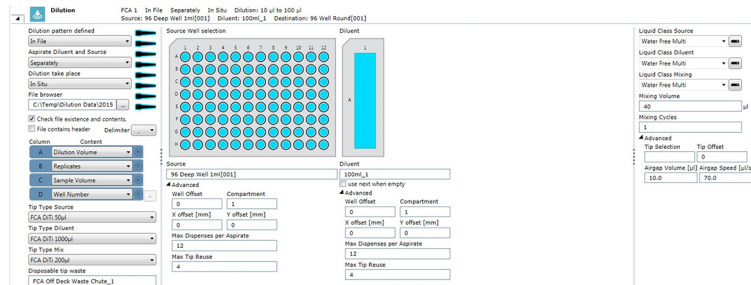 Dilution
FCA 1 In File Separately In Situ Dilution: 10 µl to 100 µl
Source: 96 Deep Well 1ml[001] Diluent: 100ml_1 Destination: 96 Well Round[001]
Dilution pattern defined
In File
Aspirate Diluent and Source
Separately
Dilution take place
In Situ
File browser
C:\Temp\Dilution Data\2015 ...
Check file existence and contents.
File contains header Delimiter ,
Column Content
A Dilution Volume
B Replicates
C Sample Volume
D Well Number
Tip Type Source
FCA DiTi 50µl
Tip Type Diluent
FCA DiTi 1000µl
Tip Type Mix
FCA DiTi 200µl
Disposable tip waste
FCA Off Deck Waste Chute_1
Source Well selection
1 2 3 4 5 6 7 8 9 10 11 12
A
B
C
D
E
F
G
H
Source
96 Deep Well 1ml[001]
Advanced
Well Offset Compartment
0 1
X offset [mm] Y offset [mm]
0 0
Max Dispenses per Aspirate
12
Max Tip Reuse
4
Diluent
1
A
Diluent
100ml_1
use next when empty
Advanced
Well Offset Compartment
0 1
X offset [mm] Y offset [mm]
0 0
Max Dispenses per Aspirate
12
Max Tip Reuse
4
Liquid Class Source
Water Free Multi
Liquid Class Diluent
Water Free Multi
Liquid Class Mixing
Water Free Multi
Mixing Volume
40 µl
Mixing Cycles
1
Advanced
Tip Selection Tip Offset
0
Airgap Volume [µl] Airgap Speed [µl/s
10.0 70.0